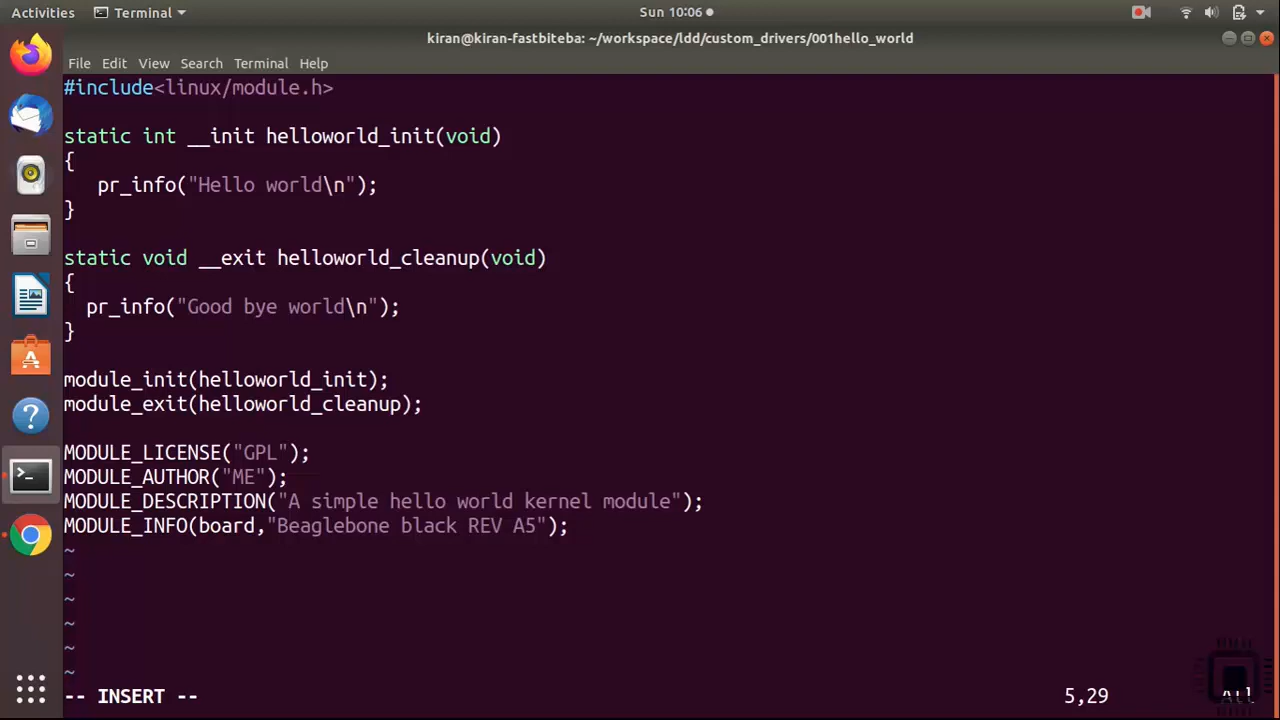 Activities Terminal Sun 10:06
kiran@kiran-fastbiteba: ~/workspace/ldd/custom_drivers/001hello_world
File Edit View Search Terminal Help
#include<linux/module.h>
static int __init helloworld_init(void)
{
   pr_info("Hello world\n");
}
static void __exit helloworld_cleanup(void)
{
  pr_info("Good bye world\n");
}
module_init(helloworld_init);
module_exit(helloworld_cleanup);
MODULE_LICENSE("GPL");
MODULE_AUTHOR("ME");
MODULE_DESCRIPTION("A simple hello world kernel module");
MODULE_INFO(board,"Beaglebone black REV A5");
~
~
~
~
~
~
-- INSERT -- 5,29 All